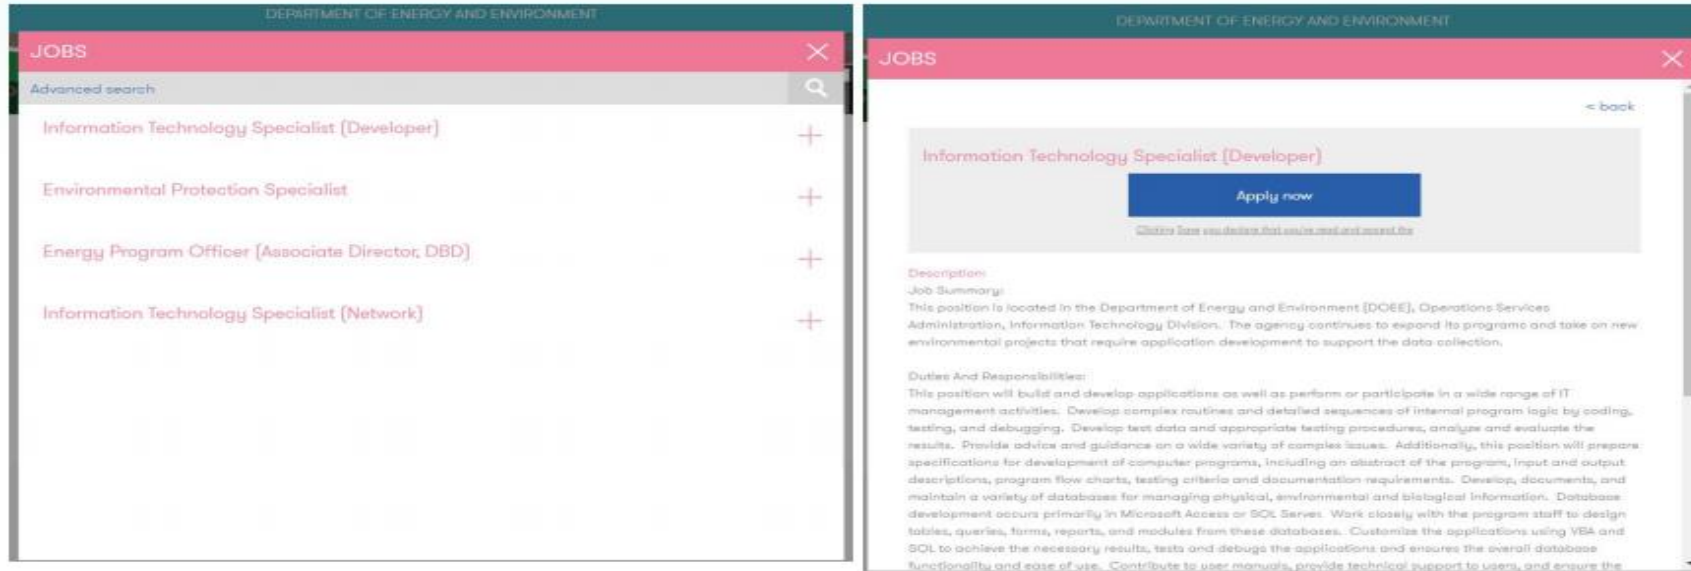 DEPARTMENT OF ENERGY AND ENVIRONMENT
JOBS
Advanced search
Information Technology Specialist (Developer)
Environmental Protection Specialist
Energy Program Officer (Associate Director, DBD)
Information Technology Specialist (Network)
DEPARTMENT OF ENERGY AND ENVIRONMENT
JOBS
< back
Information Technology Specialist (Developer)
Apply now
Clicking here you declare that you've read and accept the
Description:
Job Summary:
This position is located in the Department of Energy and Environment (DOEE), Operations Services
Administration, Information Technology Division. The agency continues to expand its programs and take on new
environmental projects that require application development to support the data collection.
Duties And Responsibilities:
This position will build and develop applications as well as perform or participate in a wide range of IT
management activities. Develop complex routines and detailed sequences of internal program logic by coding,
testing, and debugging. Develop test data and appropriate testing procedures, analyze and evaluate the
results. Provide advice and guidance on a wide variety of complex issues. Additionally, this position will prepare
specifications for development of computer programs, including an abstract of the program, input and output
descriptions, program flow charts, testing criteria and documentation requirements. Develop, documents, and
maintain a variety of databases for managing physical, environmental and biological information. Database
development occurs primarily in Microsoft Access or SQL Server. Work closely with the program staff to design
tables, queries, forms, reports, and modules from these databases. Customize the applications using VBA and
SQL to achieve the necessary results, tests and debugs the applications and ensures the overall database
functionality and ease of use. Contribute to user manuals, provide technical support to users, and ensure the